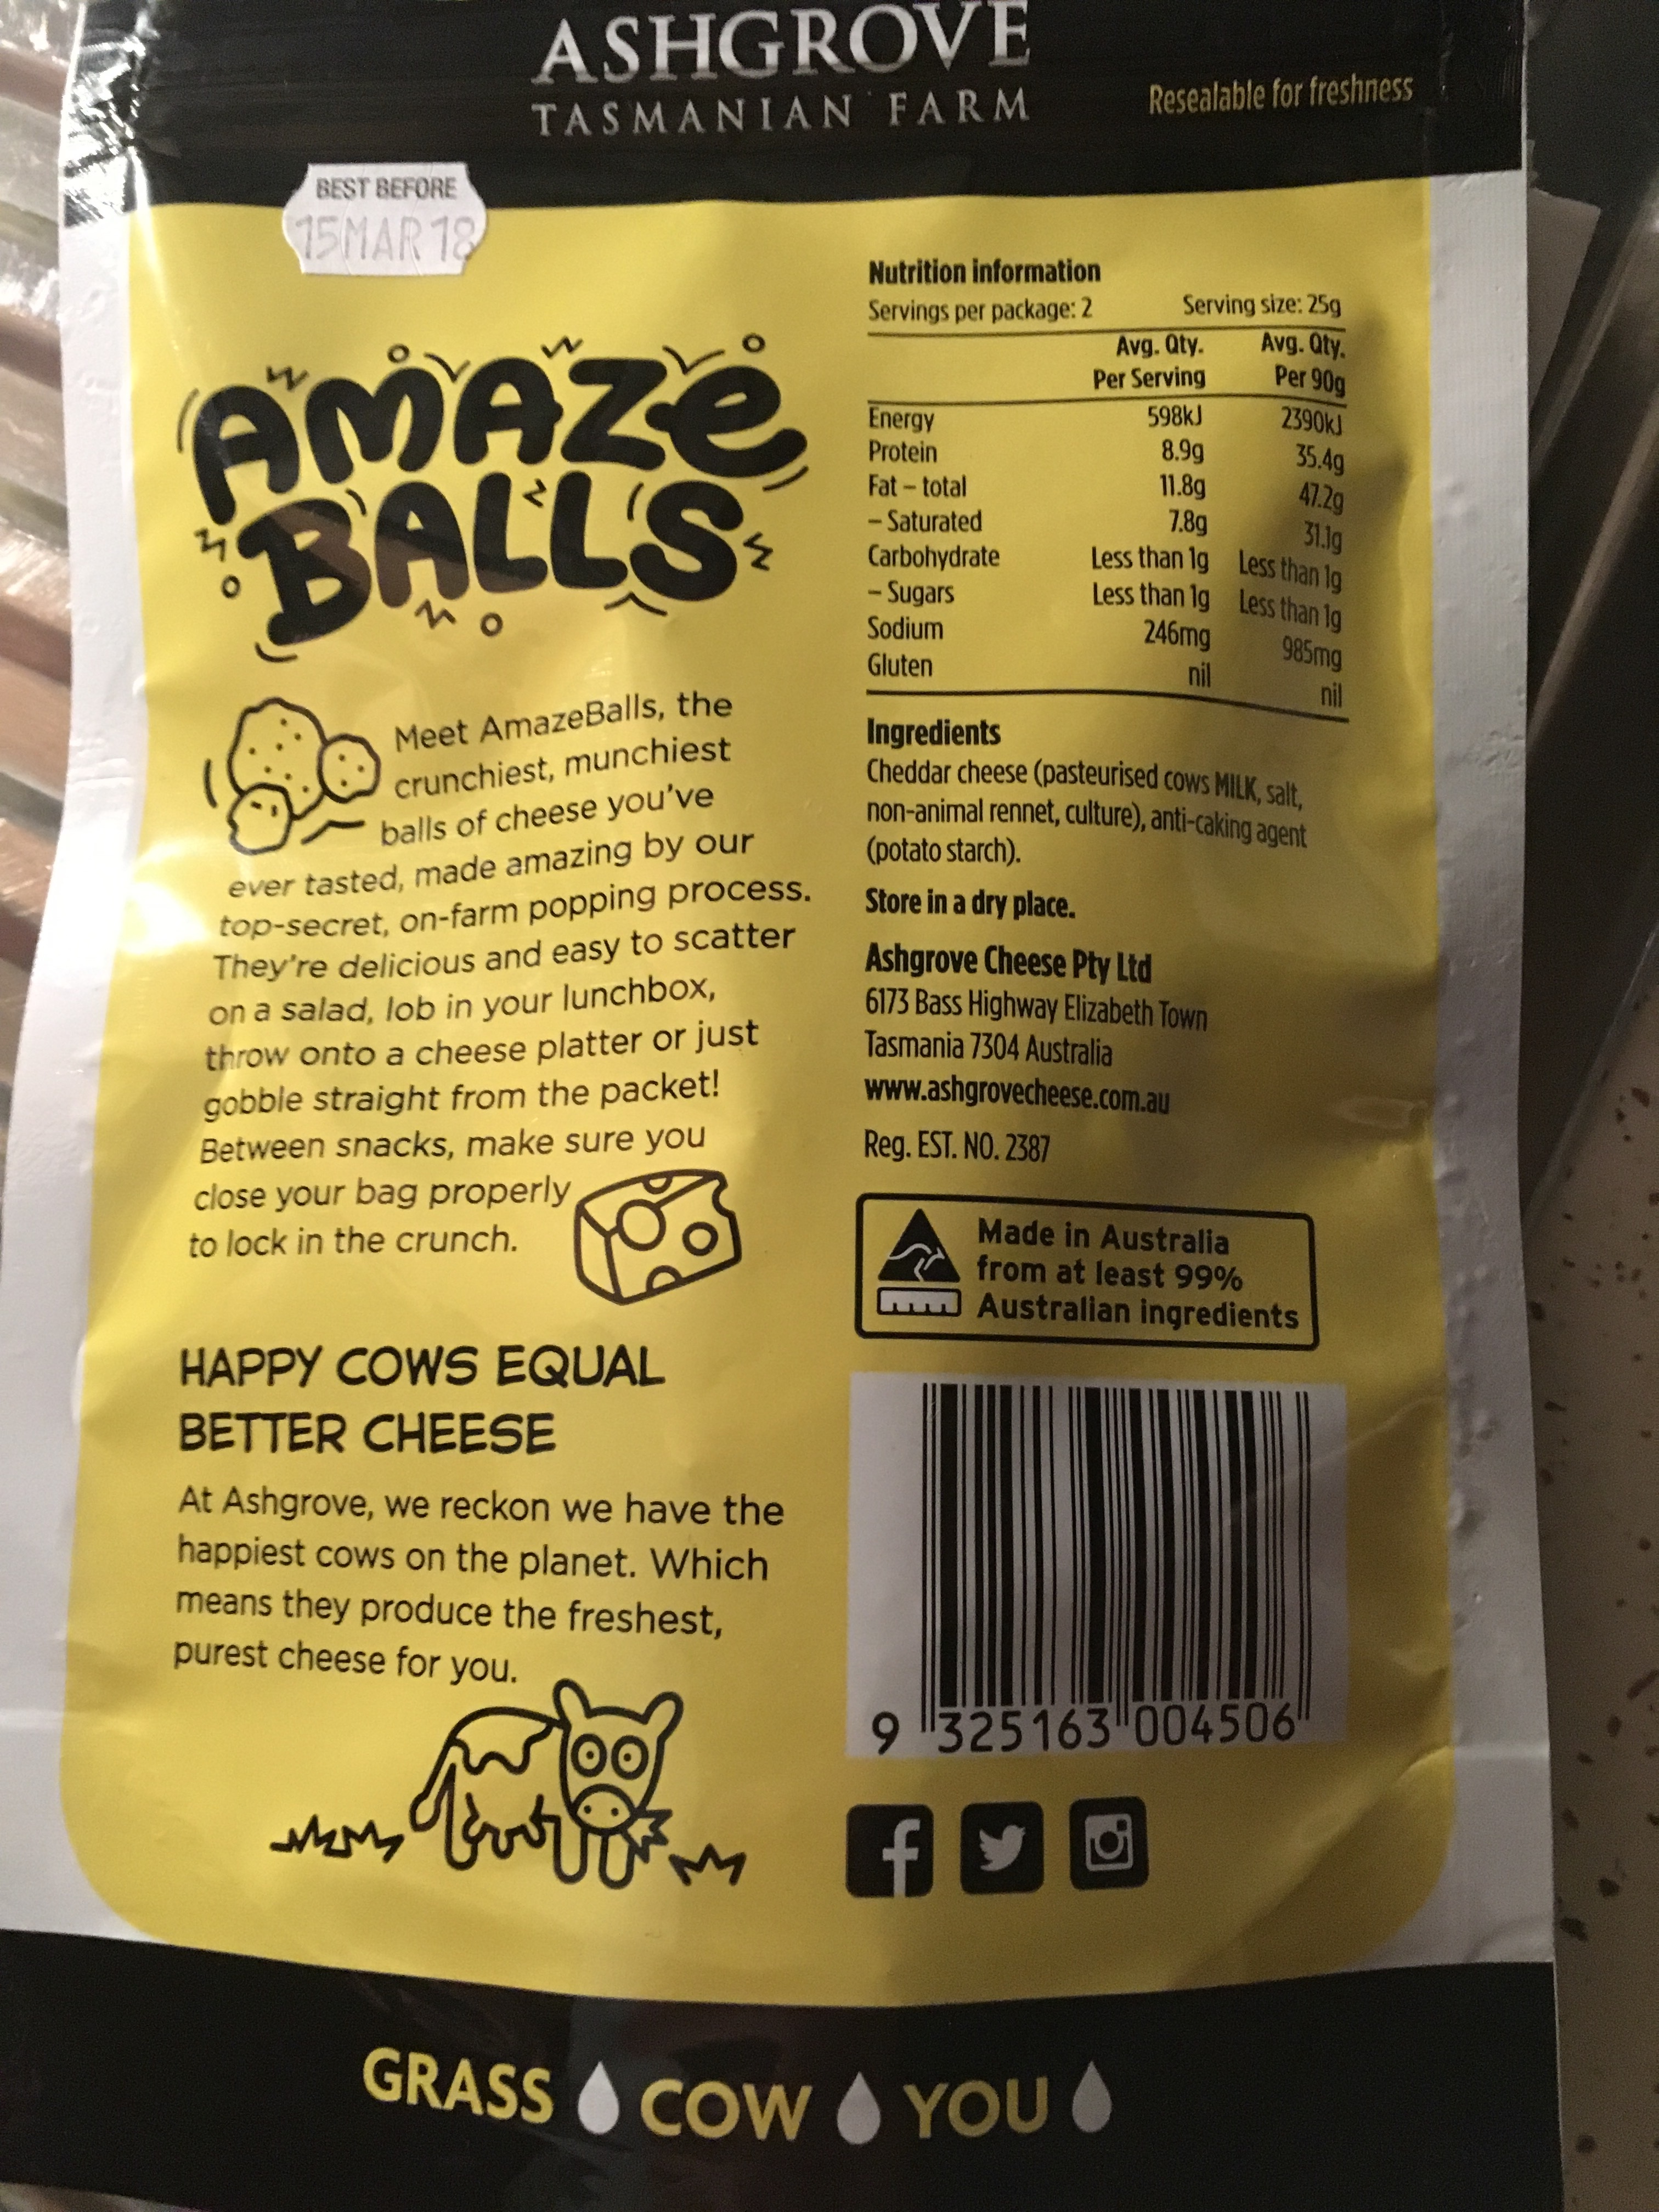 ASHGROVE
TASMANIAN FARM
Resealable for freshness
BEST BEFORE
15MAR18
AMAZE
BALLS
Meet AmazeBalls, the
crunchiest, munchiest
balls of cheese you've
ever tasted, made amazing by our
top-secret, on-farm popping process.
They're delicious and easy to scatter
on a salad, lob in your lunchbox,
throw onto a cheese platter or just
gobble straight from the packet!
Between snacks, make sure you
close your bag properly
to lock in the crunch.
HAPPY COWS EQUAL
BETTER CHEESE
At Ashgrove, we reckon we have the
happiest cows on the planet. Which
means they produce the freshest,
purest cheese for you.
Nutrition information
Servings per package: 2 Serving size: 25g
Avg. Qty. Avg. Qty.
Per Serving Per 90g
Energy 598kJ 2390kJ
Protein 8.9g 35.4g
Fat – total 11.8g 47.2g
– Saturated 7.8g 31.1g
Carbohydrate Less than 1g Less than 1g
– Sugars Less than 1g Less than 1g
Sodium 246mg 985mg
Gluten nil nil
Ingredients
Cheddar cheese (pasteurised cows MILK, salt,
non-animal rennet, culture), anti-caking agent
(potato starch).
Store in a dry place.
Ashgrove Cheese Pty Ltd
6173 Bass Highway Elizabeth Town
Tasmania 7304 Australia
www.ashgrovecheese.com.au
Reg. EST. NO. 2387
Made in Australia
from at least 99%
Australian ingredients
9 325163 004506
GRASS COW YOU